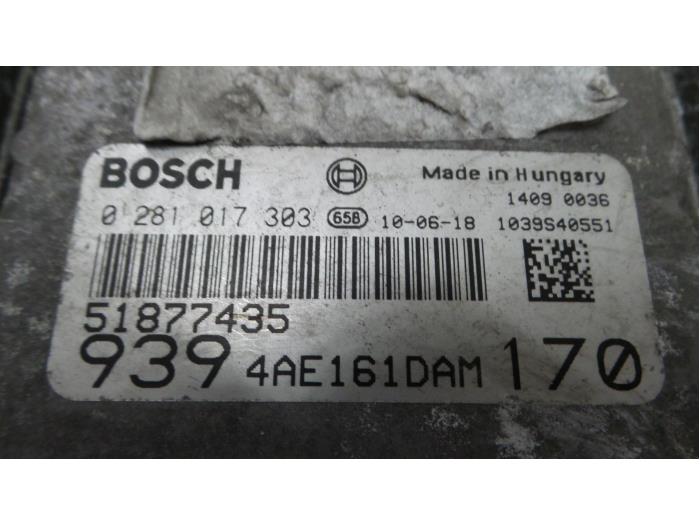 BOSCH Made in Hungary
1409 0036
0 281 017 303 658 10-06-18 1039S40551
51877435
939 4AE161DAM 170